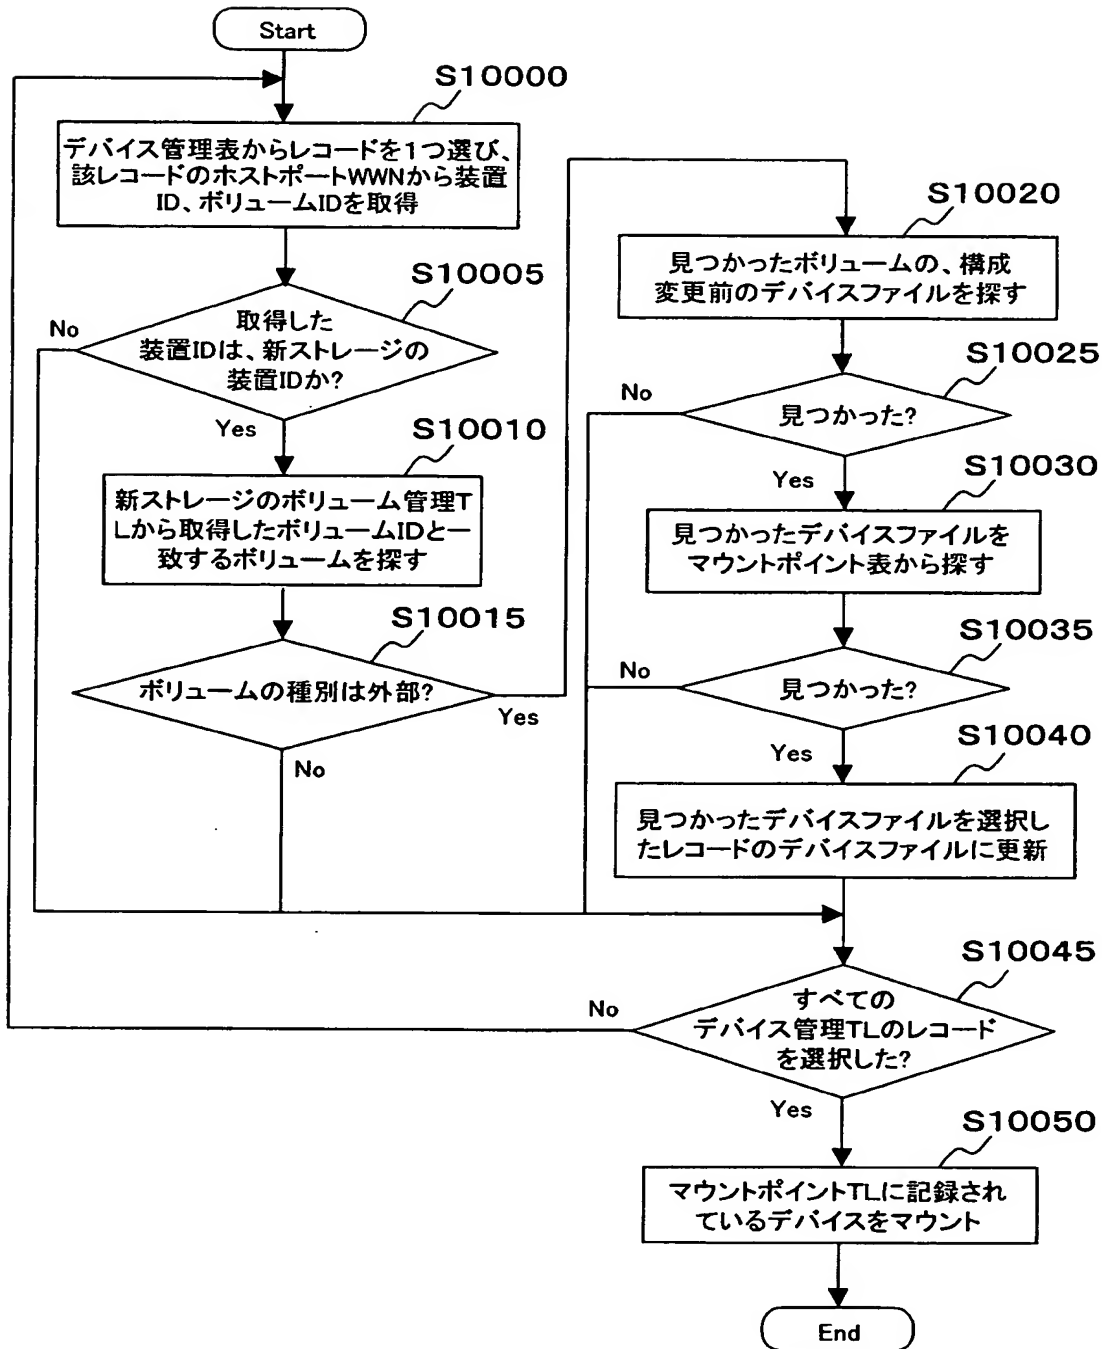 Start
S10000
デバイス管理表からレコードを1つ選び、
該レコードのホストポートWWNから装置
ID、ボリュームIDを取得
S10005
取得した
装置IDは、新ストレージの
装置IDか?
No
Yes
S10010
新ストレージのボリューム管理T
Lから取得したボリュームIDと一
致するボリュームを探す
S10015
ボリュームの種別は外部?
Yes
No
S10020
見つかったボリュームの、構成
変更前のデバイスファイルを探す
S10025
見つかった?
No
Yes
S10030
見つかったデバイスファイルを
マウントポイント表から探す
S10035
見つかった?
No
Yes
S10040
見つかったデバイスファイルを選択し
たレコードのデバイスファイルに更新
S10045
すべての
デバイス管理TLのレコード
を選択した?
No
Yes
S10050
マウントポイントTLに記録され
ているデバイスをマウント
End